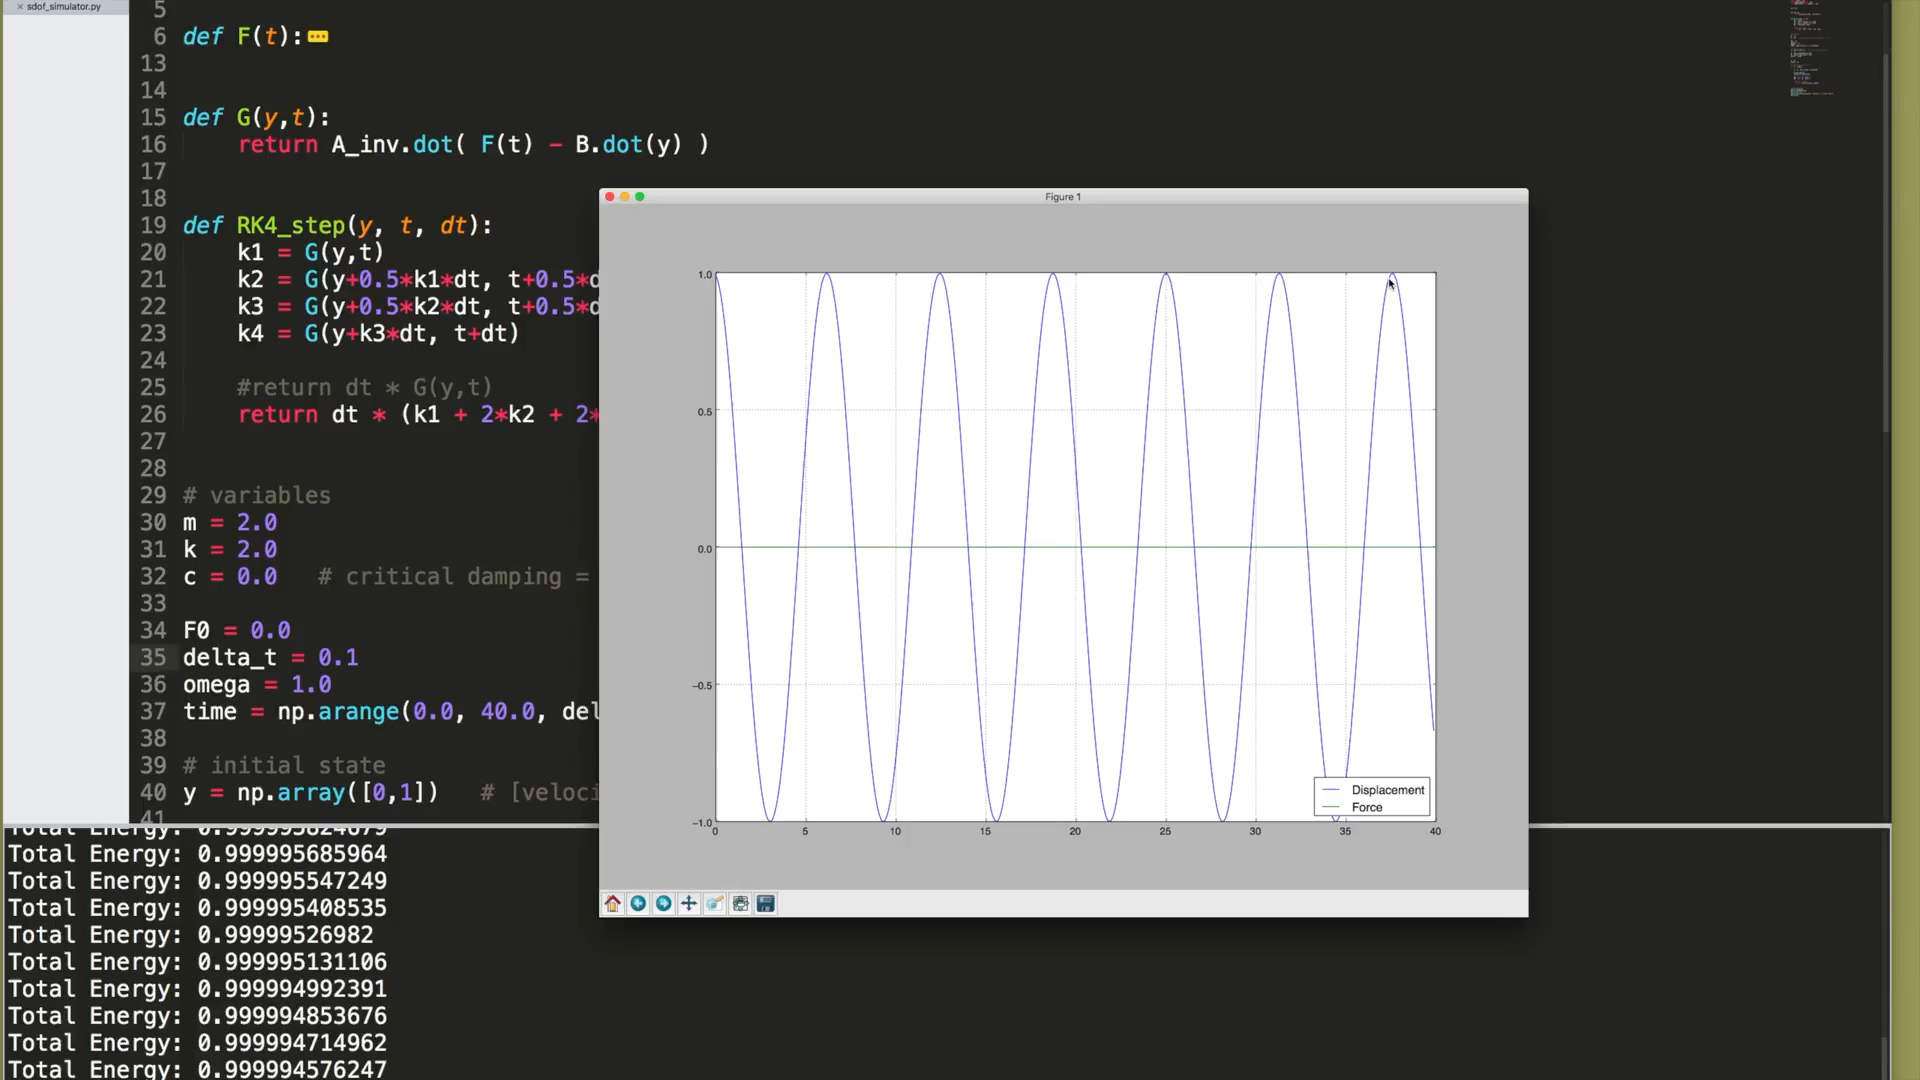 × sdof_simulator.py
5
6 def F(t):
13
14
15 def G(y,t):
16 return A_inv.dot( F(t) - B.dot(y) )
17
18
19 def RK4_step(y, t, dt):
20 k1 = G(y,t)
21 k2 = G(y+0.5*k1*dt, t+0.5*d
22 k3 = G(y+0.5*k2*dt, t+0.5*d
23 k4 = G(y+k3*dt, t+dt)
24
25 #return dt * G(y,t)
26 return dt * (k1 + 2*k2 + 2*
27
28
29 # variables
30 m = 2.0
31 k = 2.0
32 c = 0.0 # critical damping =
33
34 F0 = 0.0
35 delta_t = 0.1
36 omega = 1.0
37 time = np.arange(0.0, 40.0, del
38
39 # initial state
40 y = np.array([0,1]) # [veloci
41
Figure 1
1.0
0.5
0.0
−0.5
−1.0
0 5 10 15 20 25 30 35 40
Displacement
Force
Total Energy: 0.999995824679
Total Energy: 0.999995685964
Total Energy: 0.999995547249
Total Energy: 0.999995408535
Total Energy: 0.99999526982
Total Energy: 0.999995131106
Total Energy: 0.999994992391
Total Energy: 0.999994853676
Total Energy: 0.999994714962
Total Energy: 0.999994576247